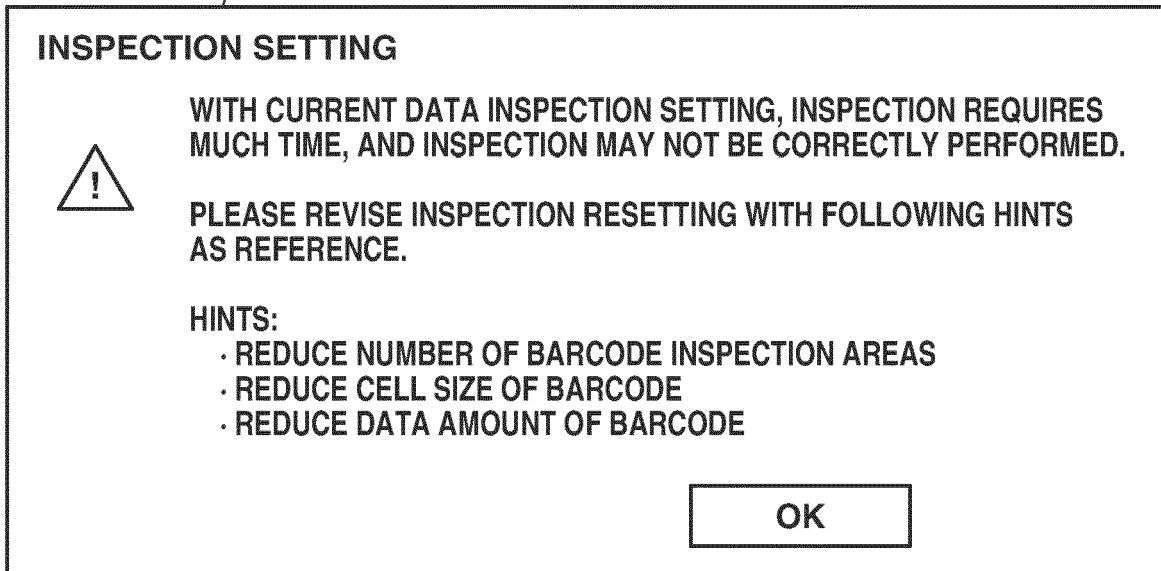 INSPECTION SETTING
WITH CURRENT DATA INSPECTION SETTING, INSPECTION REQUIRES
MUCH TIME, AND INSPECTION MAY NOT BE CORRECTLY PERFORMED.
!
PLEASE REVISE INSPECTION RESETTING WITH FOLLOWING HINTS
AS REFERENCE.
HINTS:
· REDUCE NUMBER OF BARCODE INSPECTION AREAS
· REDUCE CELL SIZE OF BARCODE
· REDUCE DATA AMOUNT OF BARCODE
OK